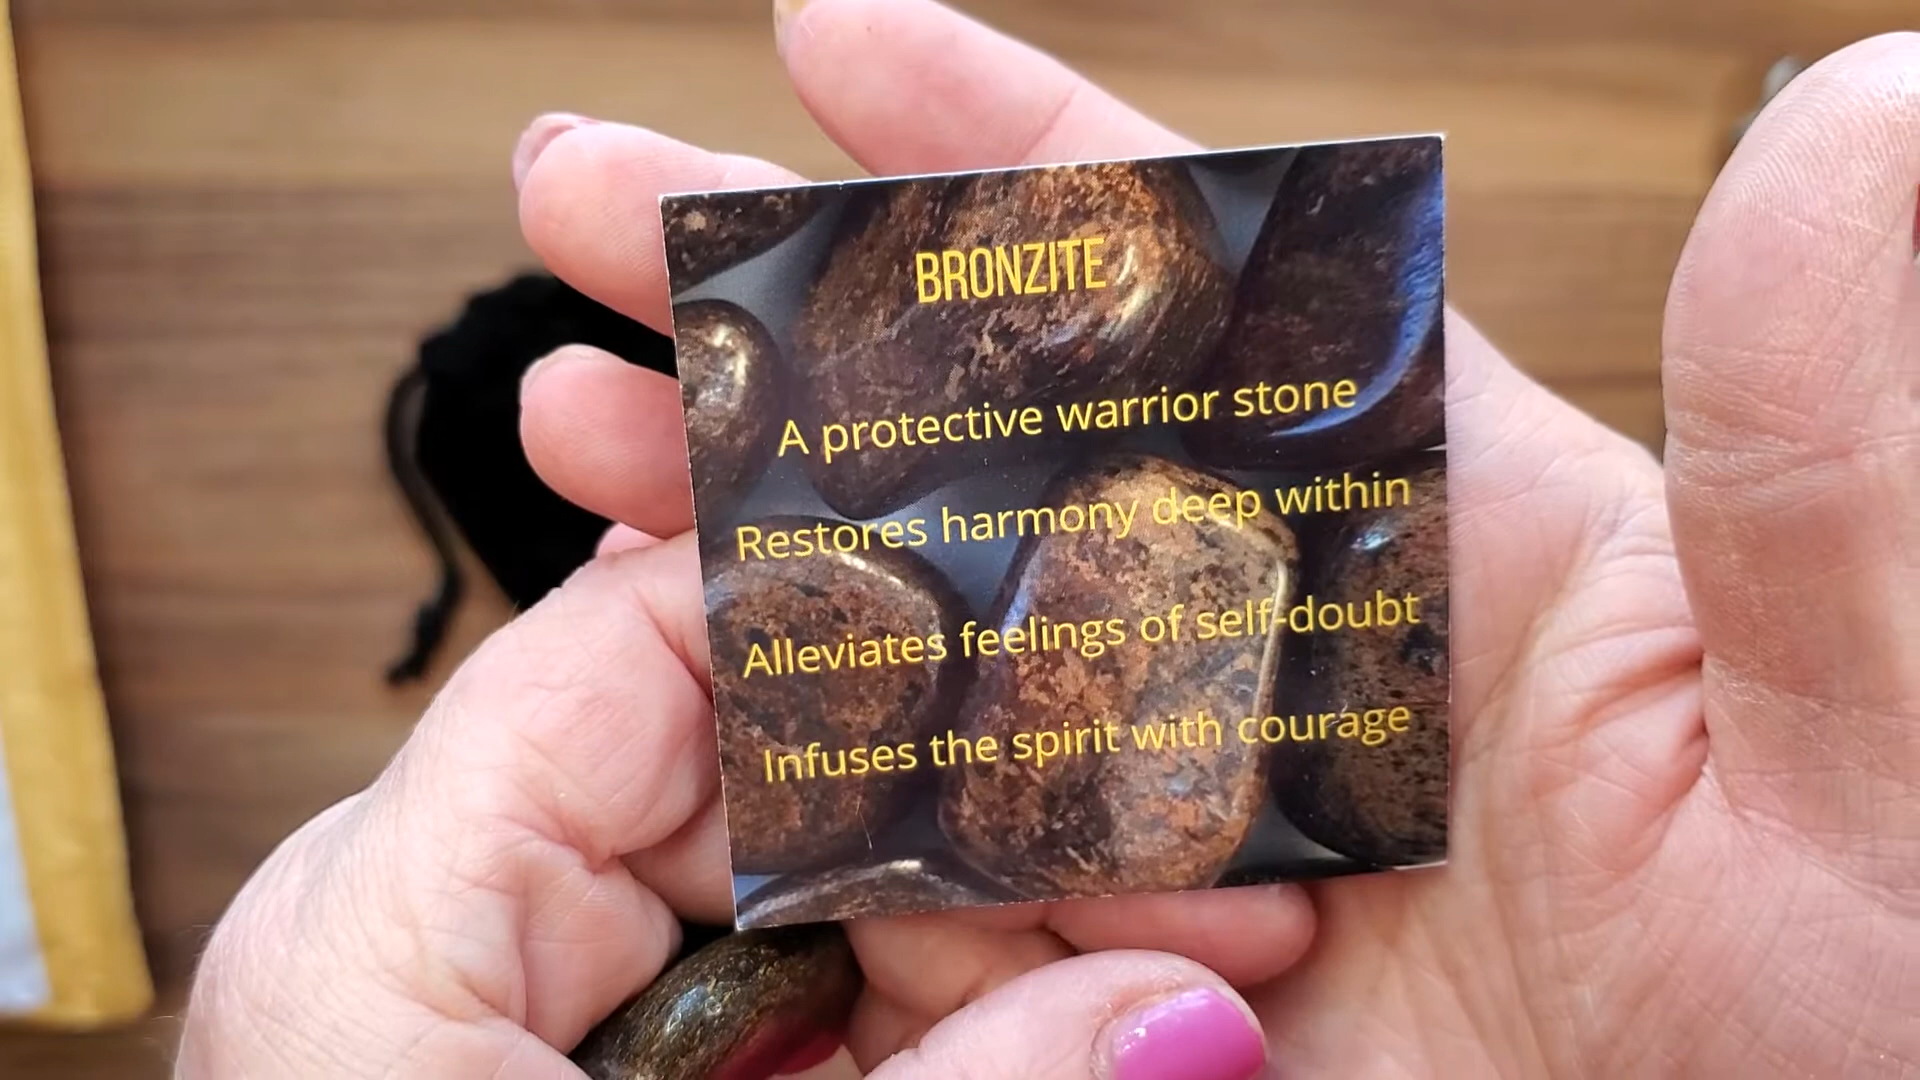 BRONZITE
A protective warrior stone
Restores harmony deep within
Alleviates feelings of self-doubt
Infuses the spirit with courage